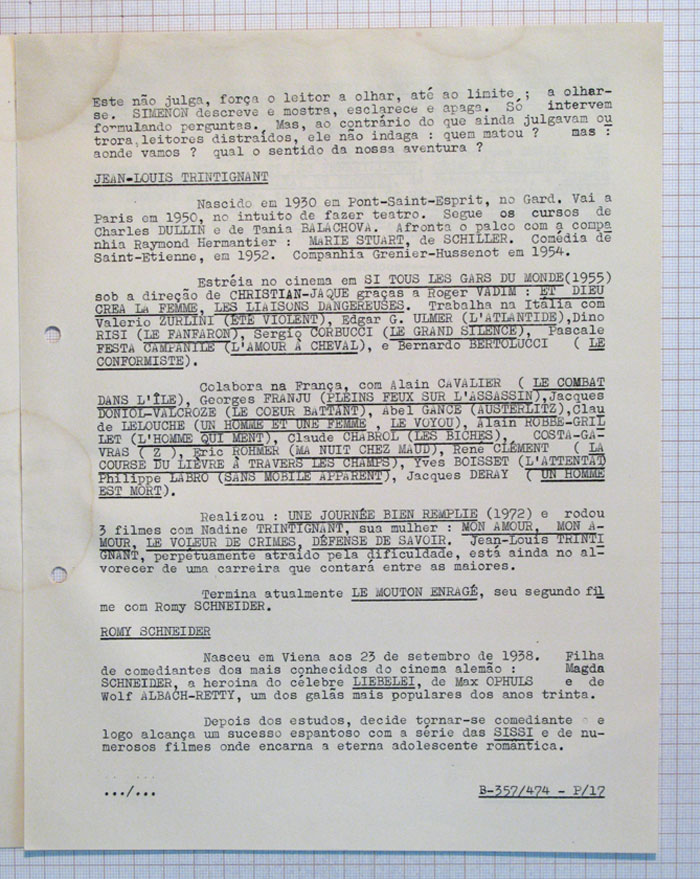 Este não julga, força o leitor a olhar, até ao limite ; a olhar-
se. SIMENON descreve e mostra, esclarece e apaga. Só intervem
formulando perguntas. Mas, ao contrário do que ainda julgavam ou
trora leitores distraídos, ele não indaga : quem matou ? mas :
aonde vamos ? qual o sentido da nossa aventura ?
JEAN-LOUIS TRINTIGNANT
Nascido em 1930 em Pont-Saint-Esprit, no Gard. Vai a
Paris em 1950, no intuito de fazer teatro. Segue os cursos de
Charles DULLIN e de Tania BALACHOVA. Afronta o palco com a compa
nhia Raymond Hermantier : MARIE STUART, de SCHILLER. Comédia de
Saint-Etienne, em 1952. Companhia Grenier-Hussenot em 1954.
Estréia no cinema em SI TOUS LES GARS DU MONDE(1955)
sob a direção de CHRISTIAN-JAQUE graças a Roger VADIM : ET DIEU
CREA LA FEMME, LES LIAISONS DANGEREUSES. Trabalha na Itália com
Valerio ZURLINI (ETE VIOLENT), Edgar G. ULMER (L'ATLANTIDE),Dino
RISI (LE FANFARON), Sergio CORBUCCI (LE GRAND SILENCE), Pascale
FESTA CAMPANILE (L'AMOUR À CHEVAL), e Bernardo BERTOLUCCI ( LE
CONFORMISTE).
Colabora na França, com Alain CAVALIER ( LE COMBAT
DANS L'ÎLE), Georges FRANJU (PLEINS FEUX SUR L'ASSASSIN),Jacques
DONIOL-VALCROZE (LE COEUR BATTANT), Abel GANCE (AUSTERLITZ),Clau
de LELOUCHE (UN HOMME ET UNE FEMME , LE VOYOU), Alain ROBBE-GRIL
LET (L'HOMME QUI MENT), Claude CHABROL (LES BICHES), COSTA-GA-
VRAS ( Z ), Eric ROHMER (MA NUIT CHEZ MAUD), René CLÉMENT ( LA
COURSE DU LIÈVRE À TRAVERS LES CHAMPS), Yves BOISSET (L'ATTENTAT)
Philippe LABRO (SANS MOBILE APPARENT), Jacques DERAY ( UN HOMME
EST MORT).
Realizou : UNE JOURNÉE BIEN REMPLIE (1972) e rodou
3 filmes com Nadine TRINTIGNANT, sua mulher : MON AMOUR, MON A-
MOUR, LE VOLEUR DE CRIMES, DÉFENSE DE SAVOIR. Jean-Louis TRINTI
GNANT, perpétuamente atraído pela dificuldade, está ainda no al-
vorecer de uma carreira que contará entre as maiores.
Termina atualmente LE MOUTON ENRAGÉ, seu segundo fil
me com Romy SCHNEIDER.
ROMY SCHNEIDER
Nasceu em Viena aos 23 de setembro de 1938. Filha
de comediantes dos mais conhecidos do cinema alemão : Magda
SCHNEIDER, a heroina do célebre LIEBELEI, de Max OPHULS e de
Wolf ALBACH-RETTY, um dos galãs mais populares dos anos trinta.
Depois dos estudos, decide tornar-se comediante e
logo alcança um sucesso espantoso com a série das SISSI e de nu-
merosos filmes onde encarna a eterna adolescente romântica.
.../...
B-357/474 - P/17